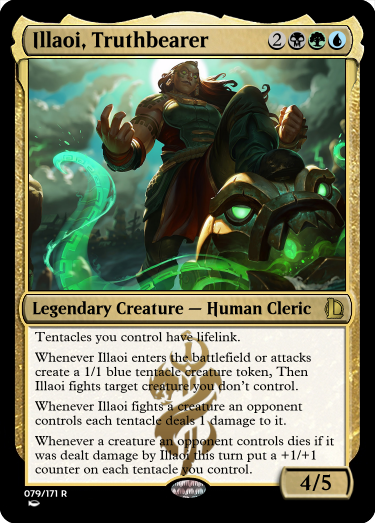 Illaoi, Truthbearer 2
Legendary Creature — Human Cleric
Tentacles you control have lifelink.
Whenever Illaoi enters the battlefield or attacks
create a 1/1 blue tentacle creature token, Then
Illaoi fights target creature you don't control.
Whenever Illaoi fights a creature an opponent
controls each tentacle deals 1 damage to it.
Whenever a creature an opponent controls dies if it
was dealt damage by Illaoi this turn put a +1/+1
counter on each tentacle you control.
4/5
079/171 R